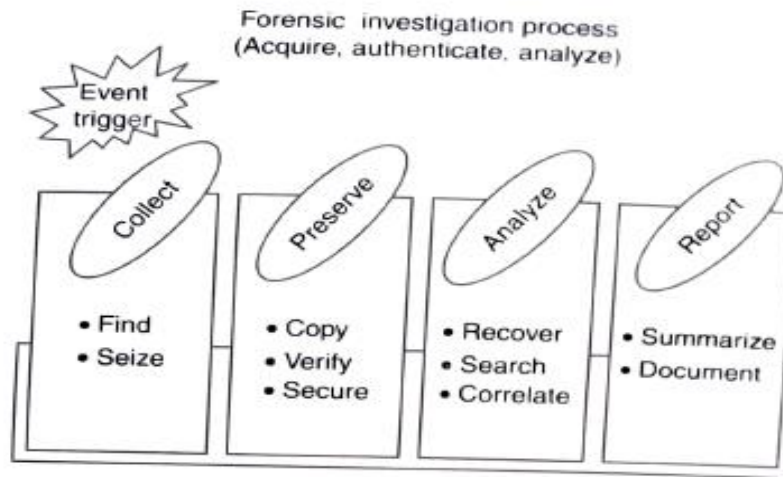 Forensic investigation process
(Acquire, authenticate, analyze)
Event
trigger
Collect
• Find
• Seize
Preserve
• Copy
• Verify
• Secure
Analyze
• Recover
• Search
• Correlate
Report
• Summarize
• Document